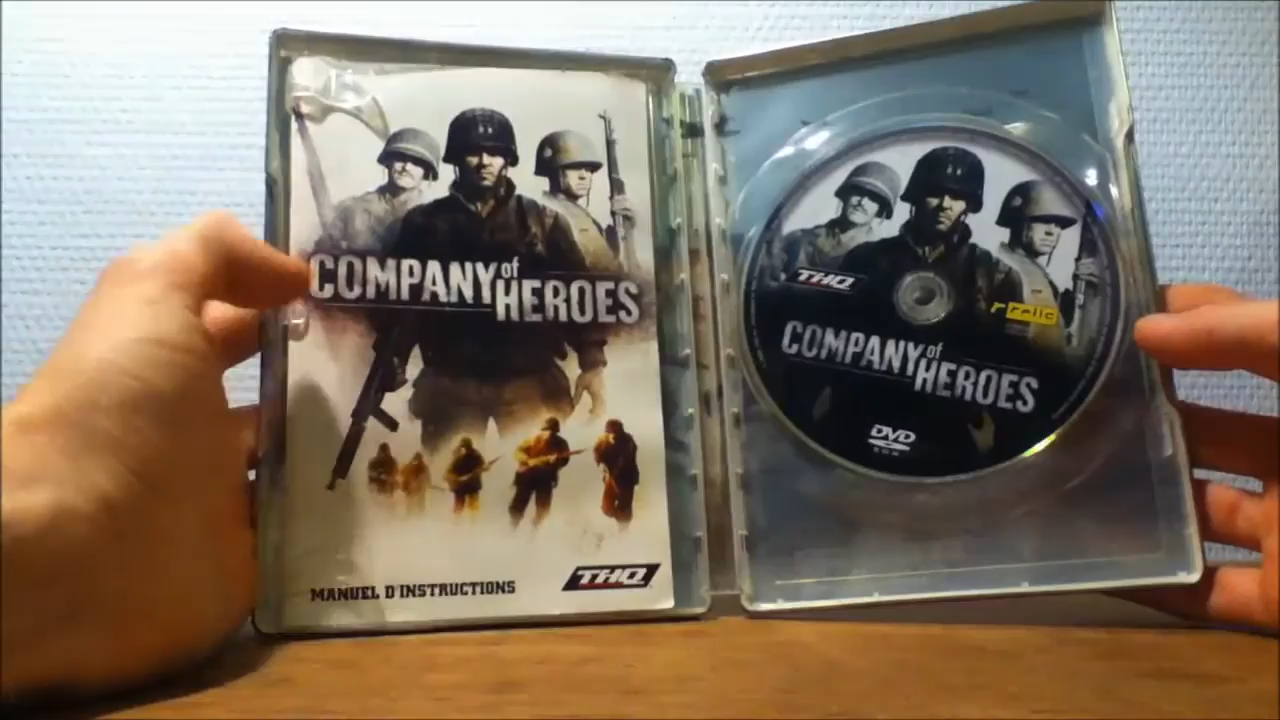 COMPANY of
HEROES
MANUEL D'INSTRUCTIONS
THQ
THQ
relic
COMPANY of
HEROES
DVD